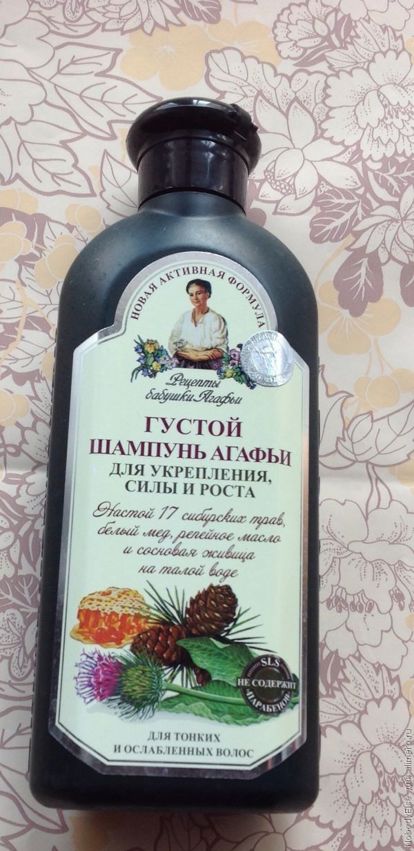 НОВАЯ АКТИВНАЯ ФОРМУЛА
Рецепты
бабушки Агафьи
ГУСТОЙ
ШАМПУНЬ АГАФЬИ
ДЛЯ УКРЕПЛЕНИЯ,
СИЛЫ И РОСТА
Настой 17 сибирских трав,
белый мед, репейное масло
и сосновая живица
на талой воде
SLS
НЕ СОДЕРЖИТ
ПАРАБЕНОВ
ДЛЯ ТОНКИХ
И ОСЛАБЛЕННЫХ ВОЛОС